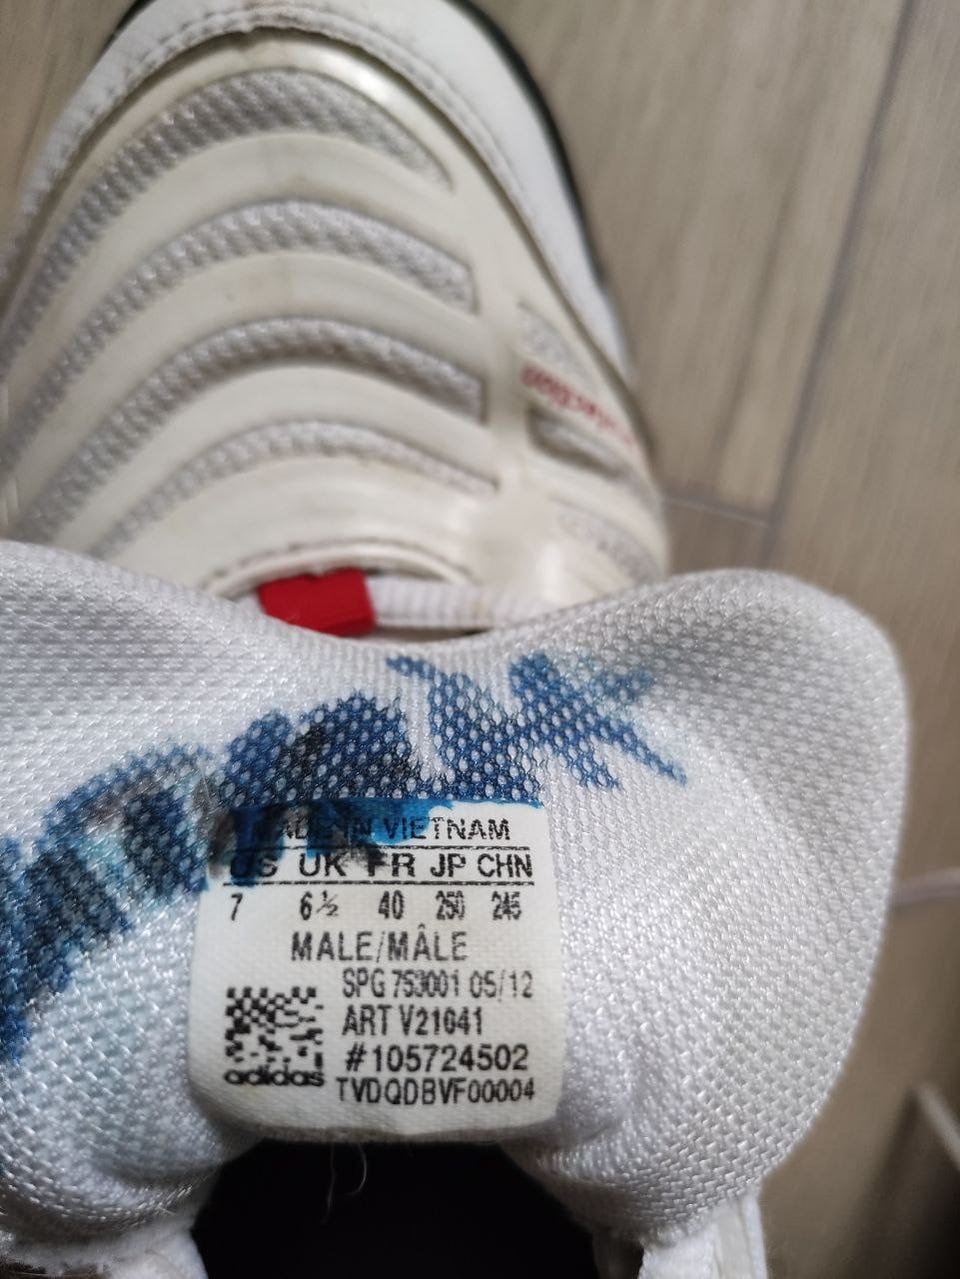 MADE IN VIETNAM
US UK FR JP CHN
7 6½ 40 250 245
MALE/MÂLE
SPG 753001 05/12
ART V21641
#105724502
adidas TVDQDBVF00004